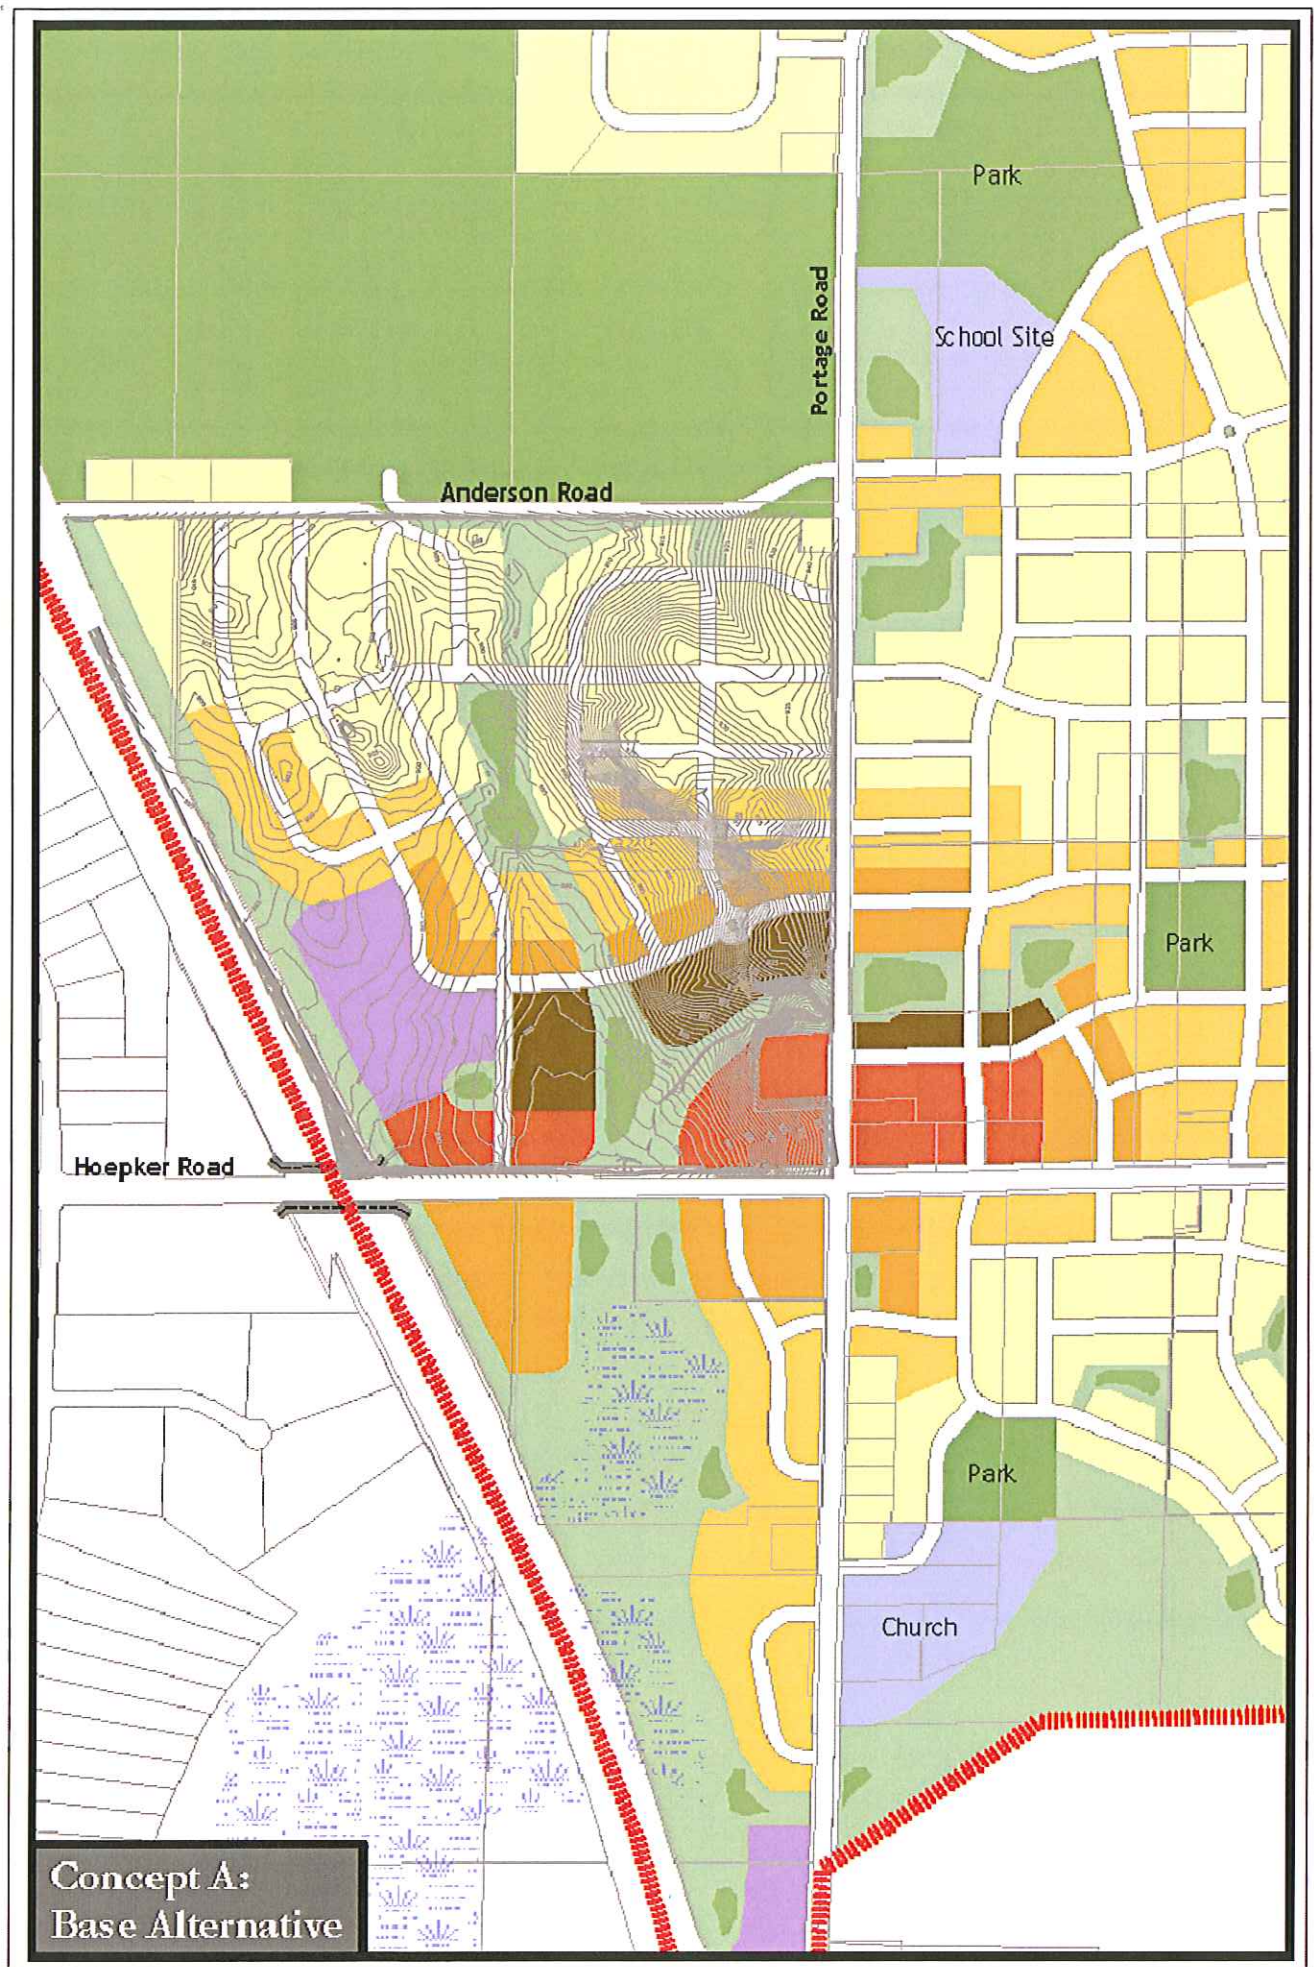 Park
Portage Road
School Site
Anderson Road
Park
Hoepker Road
Park
Church
Concept A:
Base Alternative